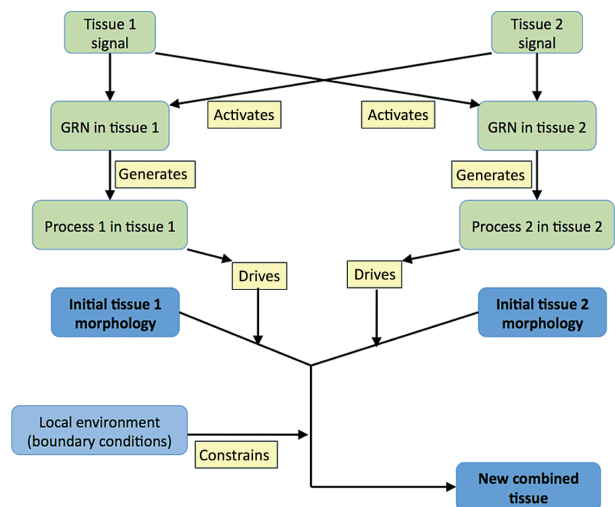 Tissue 1
signal
Tissue 2
signal
GRN in tissue 1
Activates
Activates
GRN in tissue 2
Generates
Generates
Process 1 in tissue 1
Process 2 in tissue 2
Drives
Drives
Initial tissue 1
morphology
Initial tissue 2
morphology
Local environment
(boundary conditions)
Constrains
New combined
tissue